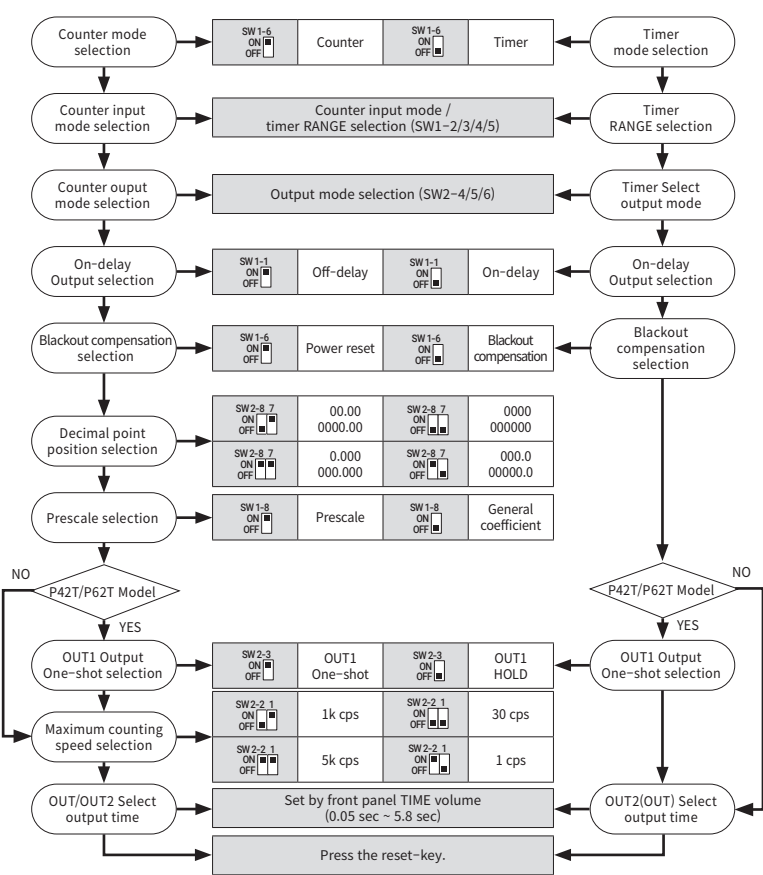 Counter mode
selection
SW1-6
ON
OFF
Counter
SW1-6
ON
OFF
Timer
Timer
mode selection
Counter input
mode selection
Counter input mode /
timer RANGE selection (SW1-2/3/4/5)
Timer
RANGE selection
Counter ouput
mode selection
Output mode selection (SW2-4/5/6)
Timer Select
output mode
On-delay
Output selection
SW1-1
ON
OFF
Off-delay
SW1-1
ON
OFF
On-delay
On-delay
Output selection
Blackout compensation
selection
SW1-6
ON
OFF
Power reset
SW1-6
ON
OFF
Blackout
compensation
Blackout
compensation
selection
Decimal point
position selection
SW2-8 7
ON
OFF
00.00
0000.00
SW2-8 7
ON
OFF
0000
000000
SW2-8 7
ON
OFF
0.000
000.000
SW2-8 7
ON
OFF
000.0
00000.0
Prescale selection
SW1-8
ON
OFF
Prescale
SW1-8
ON
OFF
General
coefficient
NO
P42T/P62T Model
YES
P42T/P62T Model
NO
YES
OUT1 Output
One-shot selection
SW2-3
ON
OFF
OUT1
One-shot
SW2-3
ON
OFF
OUT1
HOLD
OUT1 Output
One-shot selection
Maximum counting
speed selection
SW2-2 1
ON
OFF
1k cps
SW2-2 1
ON
OFF
30 cps
SW2-2 1
ON
OFF
5k cps
SW2-2 1
ON
OFF
1 cps
OUT/OUT2 Select
output time
Set by front panel TIME volume
(0.05 sec ~ 5.8 sec)
OUT2(OUT) Select
output time
Press the reset-key.